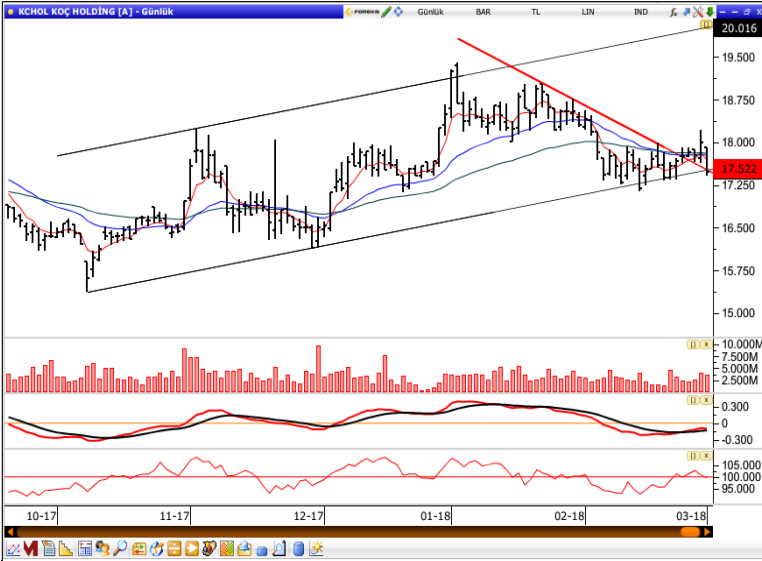 KCHOL KOÇ HOLDİNG [A] - Günlük
FOREKS
Günlük
BAR
TL
LIN
IND
20.016
19.500
18.750
18.000
17.522
17.250
16.500
15.750
15.000
10.000M
7.500M
5.000M
2.500M
0.300
0
-0.300
105.000
100.000
95.000
10-17
11-17
12-17
01-18
02-18
03-18